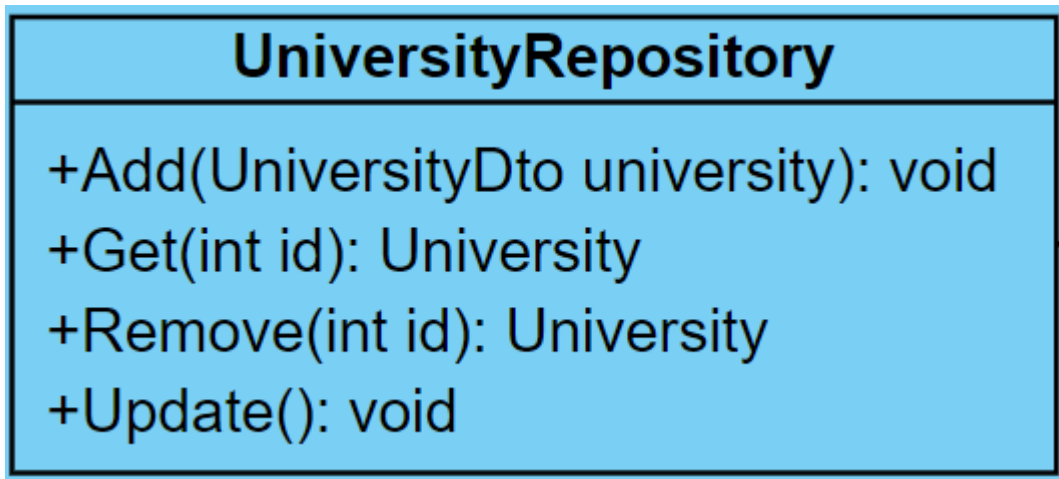 UniversityRepository
+Add(UniversityDto university): void
+Get(int id): University
+Remove(int id): University
+Update(): void